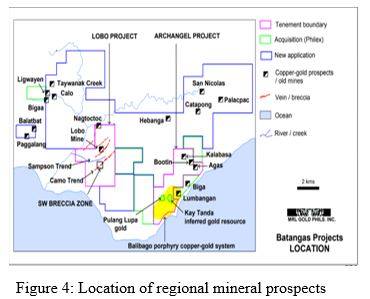 LOBO PROJECT
ARCHANGEL PROJECT
Tenement boundary
Acquisition (Philex)
New application
Copper-gold prospects
/ old mines
Vein / breccia
Ocean
River / creek
2 kms
MRL GOLD PHILS. INC.
Batangas Projects
LOCATION
Ligwayen
Taywanak Creek
Calo
Bigaa
Balatbat
Paggalang
Nagtoctoc
Lobo
Mine
Sampson Trend
Camo Trend
SW BRECCIA ZONE
San Nicolas
Palacpac
Catapong
Hebanga
Kalabasa
Bootin
Agas
Biga
Lumbangan
Pulang Lupa
gold
Kay Tanda
inferred gold resource
Balibago porphyry copper-gold system
Figure 4: Location of regional mineral prospects